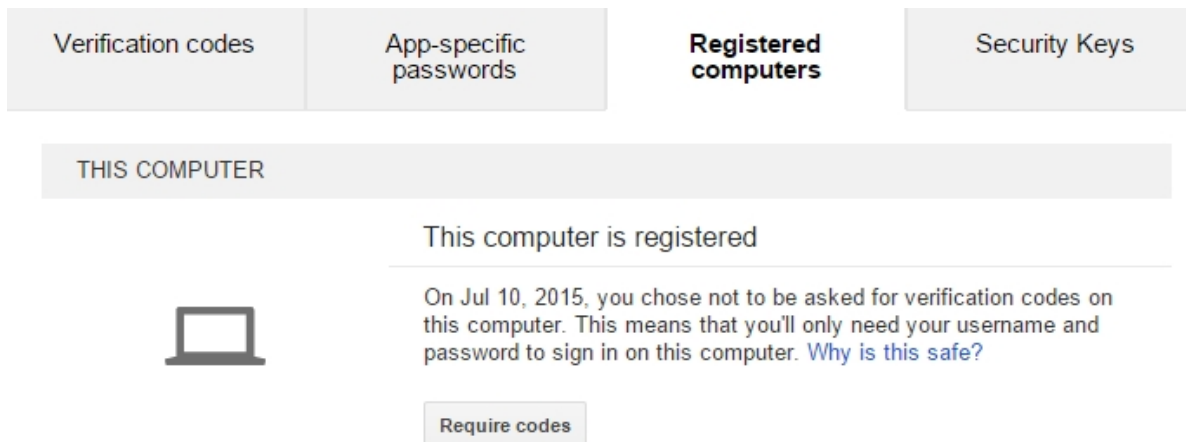 Verification codes
App-specific
passwords
Registered
computers
Security Keys
THIS COMPUTER
This computer is registered
On Jul 10, 2015, you chose not to be asked for verification codes on
this computer. This means that you'll only need your username and
password to sign in on this computer. Why is this safe?
Require codes